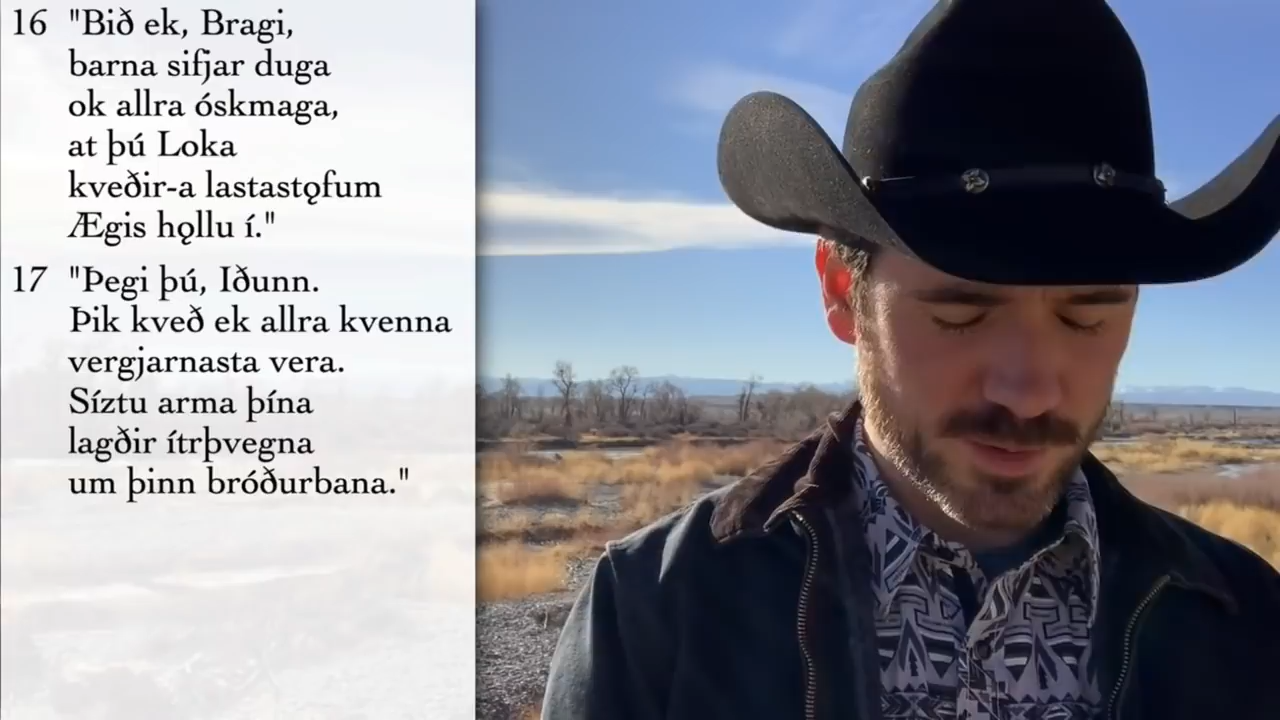 16 "Bið ek, Bragi,
barna sifjar duga
ok allra óskmaga,
at þú Loka
kveðir-a lastastǫfum
Ægis hǫllu í."
17 "Þegi þú, Iðunn.
Þik kveð ek allra kvenna
vergjarnasta vera.
Síztu arma þína
lagðir ítrþvegna
um þinn bróðurbana."